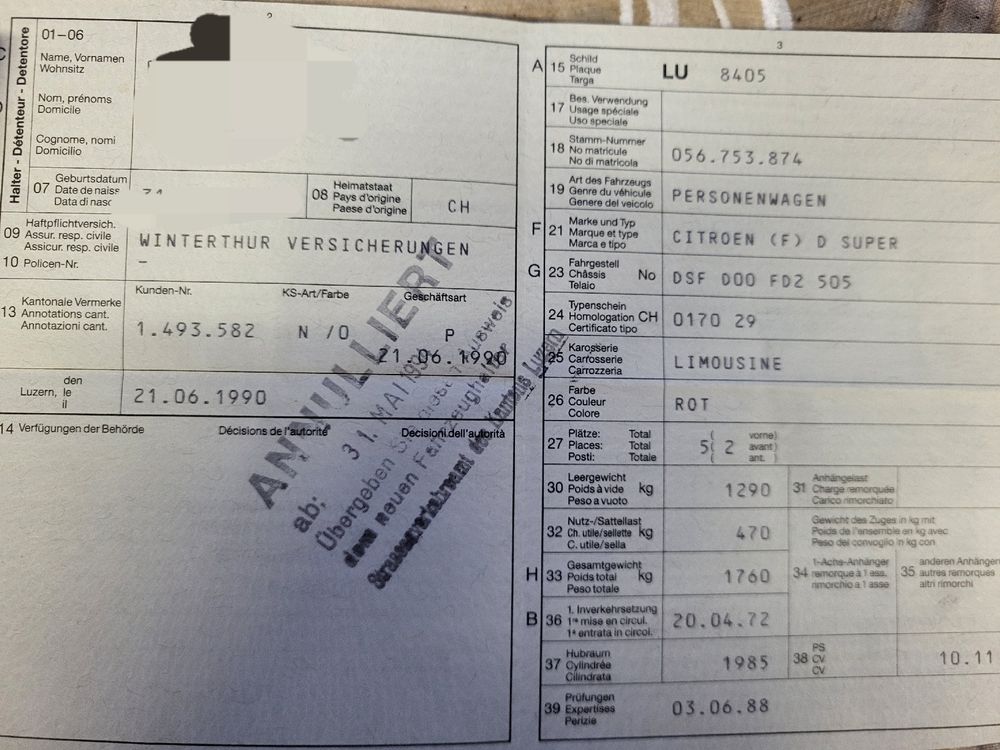 2
01-06
Name, Vornamen
Wohnsitz
Nom, prénoms
Domicile
Cognome, nomi
Domicilio
Halter - Détenteur - Detentore
07 Geburtsdatum
Date de naiss
Data di nasc
08 Heimatstaat
Pays d'origine
Paese d'origine
CH
09 Haftpflichtversich.
Assur. resp. civile
Assicur. resp. civ.
WINTERTHUR VERSICHERUNGEN
10 Policen-Nr.
-
13 Kantonale Vermerke
Annotations cant.
Annotazioni cant.
Kunden-Nr.
KS-Art/Farbe
Geschäftsart
1.493.582 N /O P
21.06.1990
Luzern, den
le
il
21.06.1990
14 Verfügungen der Behörde
Décisions de l'autorité
Decisioni dell'autorità
ANNULLIERT
ab:
31. MAI 199
Übergeben Sie diesen Ausweis
dem neuen Fahrzeughalter
Strassenverkehrsamt des Kantons Luzern
3
A 15 Schild
Plaque
Targa
LU 8405
17 Bes. Verwendung
Usage spéciale
Uso speciale
18 Stamm-Nummer
No matricule
No di matricola
056.753.874
19 Art des Fahrzeugs
Genre du véhicule
Genere del veicolo
PERSONENWAGEN
F 21 Marke und Typ
Marque et type
Marca e tipo
CITROEN (F) D SUPER
G 23 Fahrgestell
Châssis No
Telaio
DSF D00 FD2 505
24 Typenschein
Homologation CH
Certificato tipo
0170 29
25 Karosserie
Carrosserie
Carrozzeria
LIMOUSINE
26 Farbe
Couleur
Colore
ROT
27 Plätze: Total
Places: Total
Posti: Totale
5( 2 vorne)
( avant)
( ant. )
30 Leergewicht
Poids à vide kg
Peso a vuoto
1290
31 Anhängelast
Charge remorquée
Carico rimorchiato
32 Nutz-/Sattellast
Ch. utile/sellette kg
C. utile/sella
470
Gewicht des Zuges in kg mit
Poids de l'ensemble en kg avec
Peso del convoglio in kg con
H 33 Gesamtgewicht
Poids total kg
Peso totale
1760
34 1-Achs-Anhänger
remorque à 1 ess.
rimorchio a 1 asse
35 anderen Anhänger
autres remorques
altri rimorchi
B 36 1. Inverkehrsetzung
1re mise en circul.
1a entrata in circol.
20.04.72
37 Hubraum
Cylindrée
Cilindrata
1985
38 PS
CV
CV
10.11
39 Prüfungen
Expertises
Perizie
03.06.88